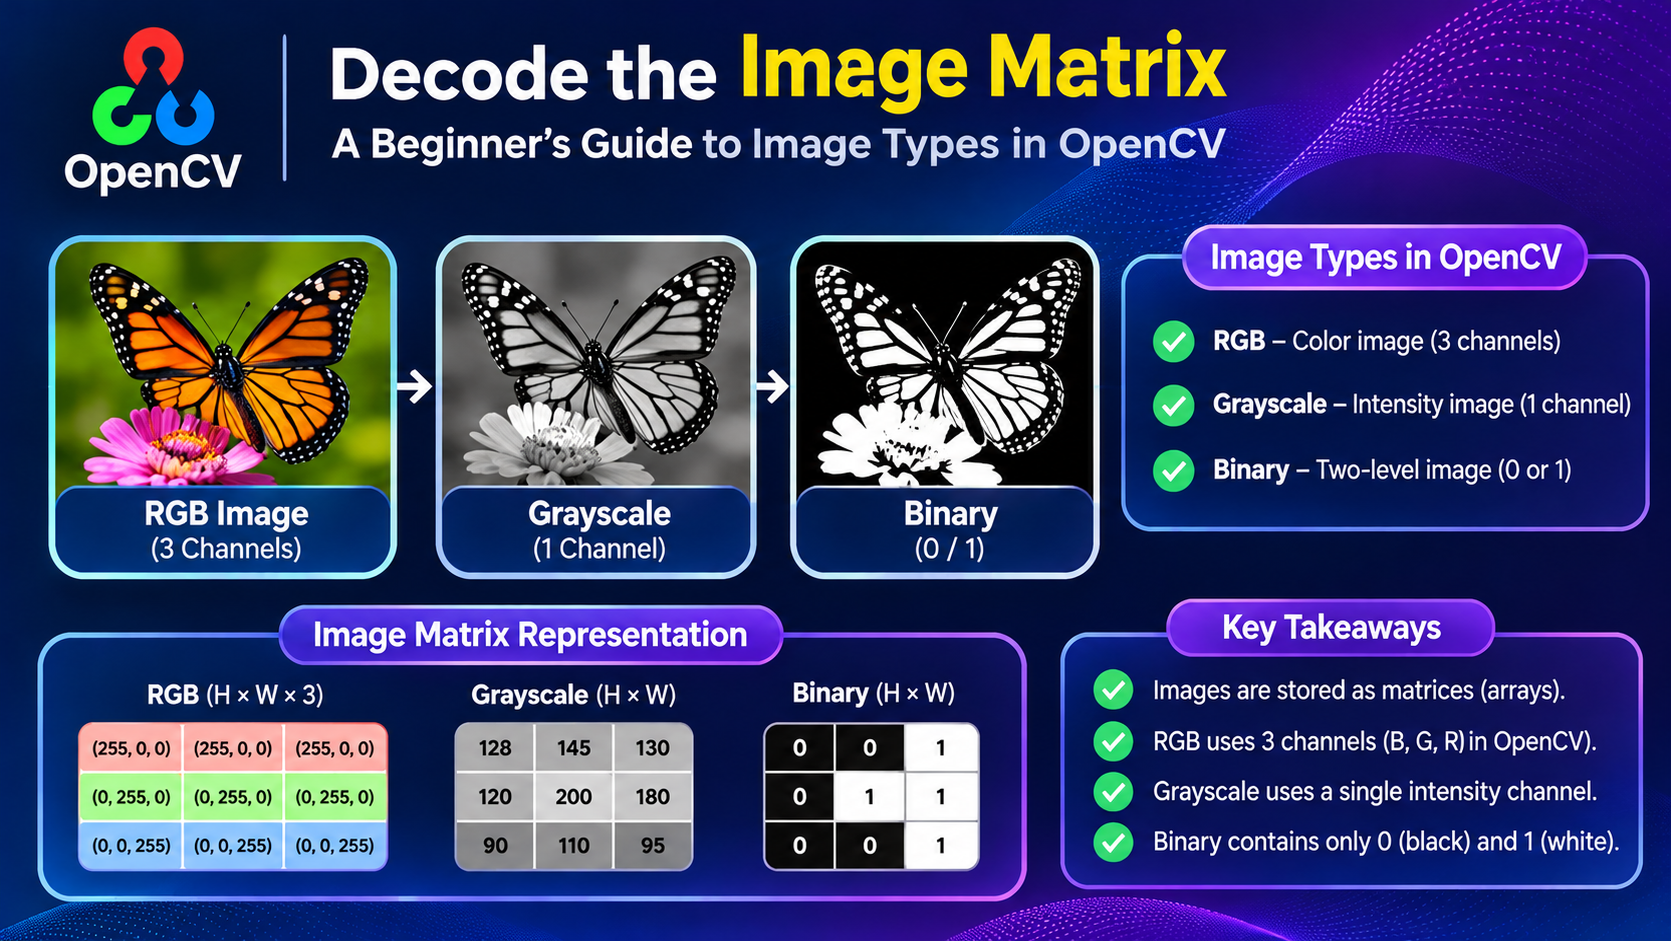 OpenCV
Decode the Image Matrix
A Beginner's Guide to Image Types in OpenCV
RGB Image
(3 Channels)
Grayscale
(1 Channel)
Binary
(0 / 1)
Image Types in OpenCV
RGB – Color image (3 channels)
Grayscale – Intensity image (1 channel)
Binary – Two-level image (0 or 1)
Image Matrix Representation
RGB (H × W × 3)
(255, 0, 0) (255, 0, 0) (255, 0, 0)
(0, 255, 0) (0, 255, 0) (0, 255, 0)
(0, 0, 255) (0, 0, 255) (0, 0, 255)
Grayscale (H × W)
128 145 130
120 200 180
90 110 95
Binary (H × W)
0 0 1
0 1 1
0 0 1
Key Takeaways
Images are stored as matrices (arrays).
RGB uses 3 channels (B, G, R) in OpenCV).
Grayscale uses a single intensity channel.
Binary contains only 0 (black) and 1 (white).